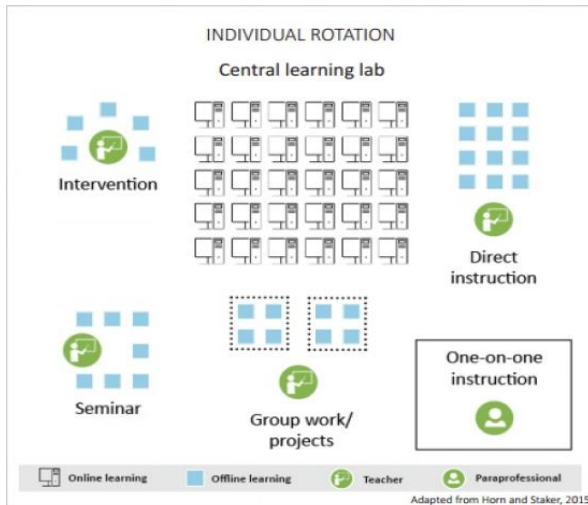 INDIVIDUAL ROTATION
Central learning lab
Intervention
Direct
instruction
Seminar
Group work/
projects
One-on-one
instruction
Online learning
Offline learning
Teacher
Paraprofessional
Adapted from Horn and Staker, 2015